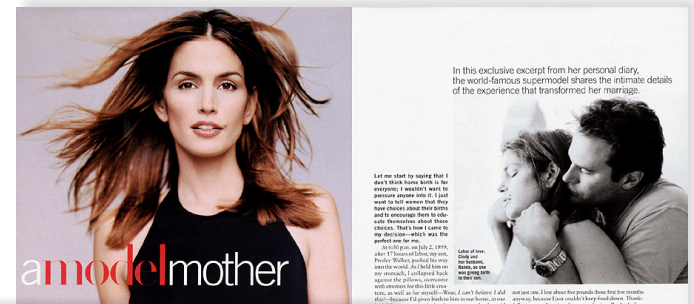 a model mother
In this exclusive excerpt from her personal diary,
the world-famous supermodel shares the intimate details
of the experience that transformed her marriage.
Let me start by saying that I
don't think home birth is for
everyone; I wouldn't want to
pressure anyone into it. I just
want to tell women that they
have choices about their births
and to encourage them to edu-
cate themselves about those
choices. That's how I came to
my decision—which was the
perfect one for me.
At 6:30 p.m. on July 2, 1999,
after 17 hours of labor, my son,
Presley Walker, pushed his way
into the world. As I held him on
my stomach, I collapsed back
against the pillows, overcome
with emotion for this little crea-
ture, as well as for myself—Wow, I can't believe I did
this!—because I'd given birth to him in our home, in our
Labor of love:
Cindy and
her husband,
Rande, as she
was giving birth
to their son.
not just one. I lost about five pounds those first few months
anyway, because I just couldn't keep food down. Thank-